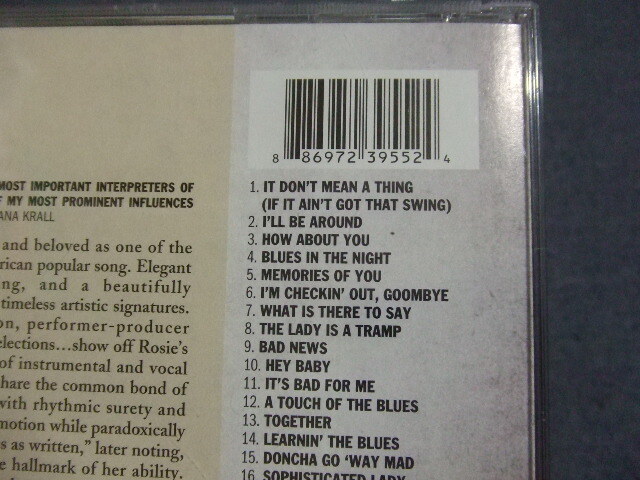 8 86972 39552 4
MOST IMPORTANT INTERPRETERS OF
MY MOST PROMINENT INFLUENCES
ANA KRALL
and beloved as one of the
rican popular song. Elegant
ng, and a beautifully
timeless artistic signatures.
on, performer-producer
elections...show off Rosie's
of instrumental and vocal
hare the common bond of
with rhythmic surety and
motion while paradoxically
s as written,” later noting,
e hallmark of her ability.
1. IT DON'T MEAN A THING
(IF IT AIN'T GOT THAT SWING)
2. I'LL BE AROUND
3. HOW ABOUT YOU
4. BLUES IN THE NIGHT
5. MEMORIES OF YOU
6. I'M CHECKIN' OUT, GOOMBYE
7. WHAT IS THERE TO SAY
8. THE LADY IS A TRAMP
9. BAD NEWS
10. HEY BABY
11. IT'S BAD FOR ME
12. A TOUCH OF THE BLUES
13. TOGETHER
14. LEARNIN' THE BLUES
15. DONCHA GO 'WAY MAD
16. SOPHISTICATED LADY